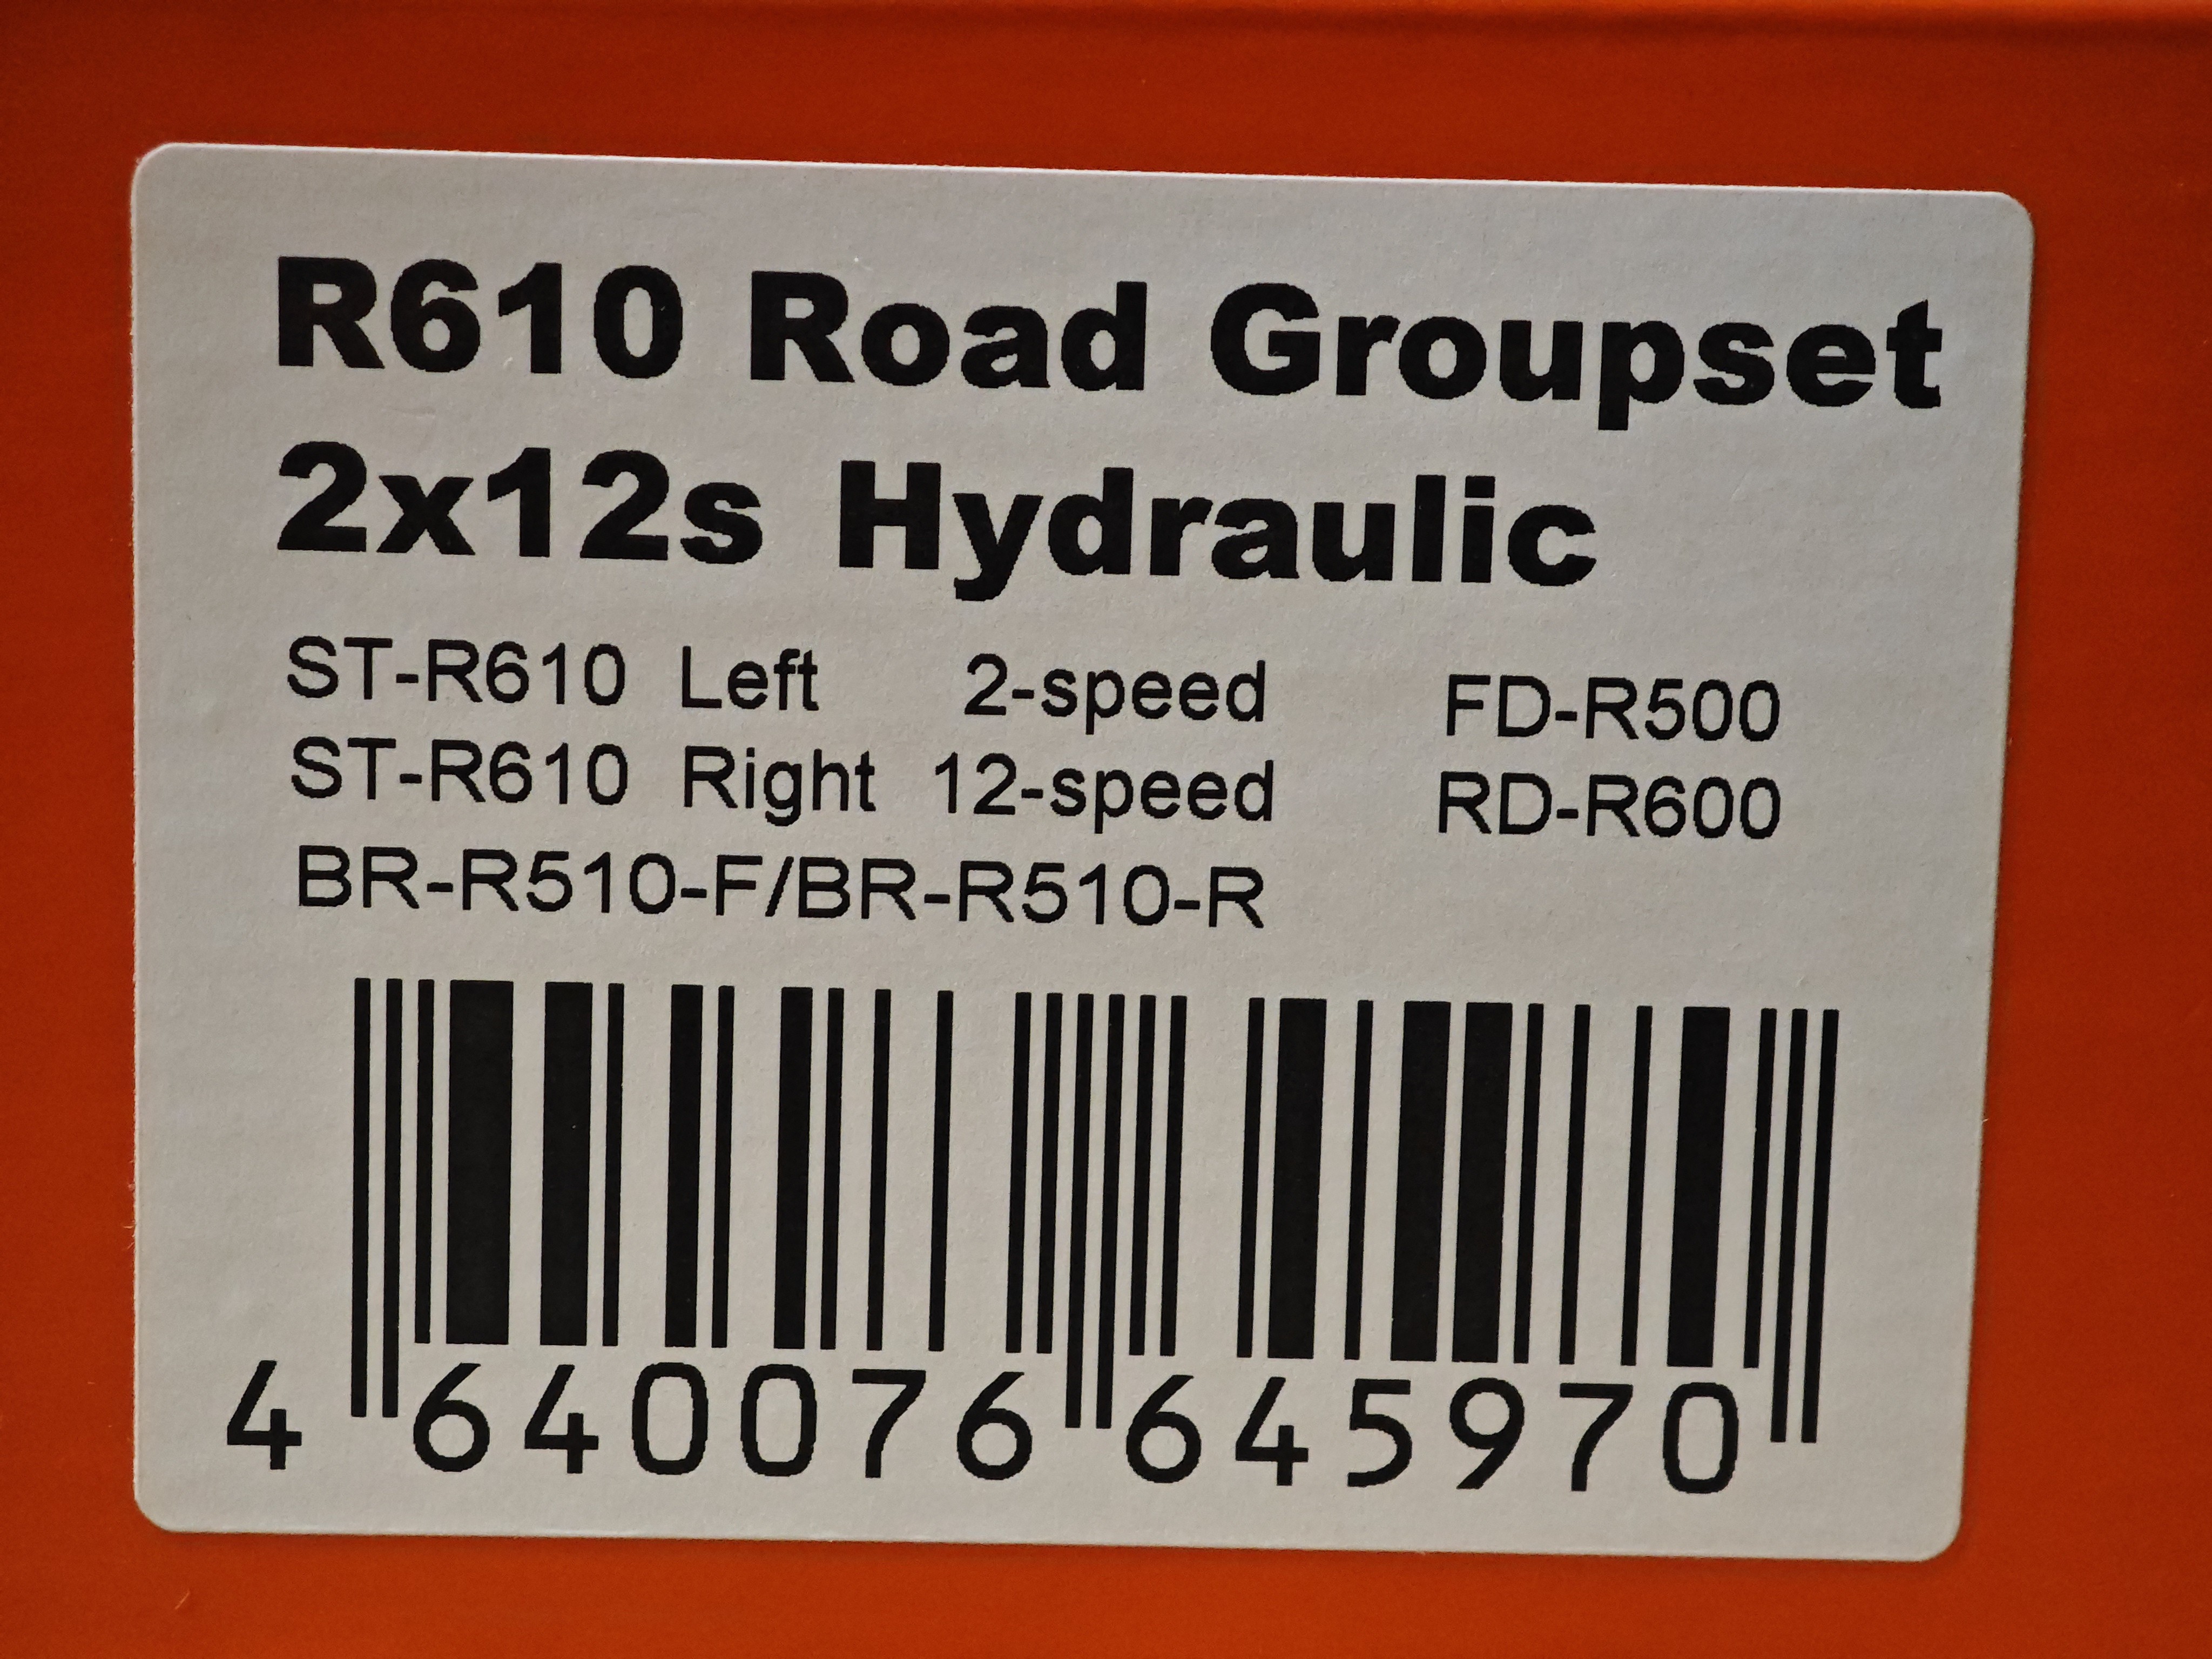 R610 Road Groupset
2x12s Hydraulic
ST-R610 Left 2-speed FD-R500
ST-R610 Right 12-speed RD-R600
BR-R510-F/BR-R510-R
4 640076 645970